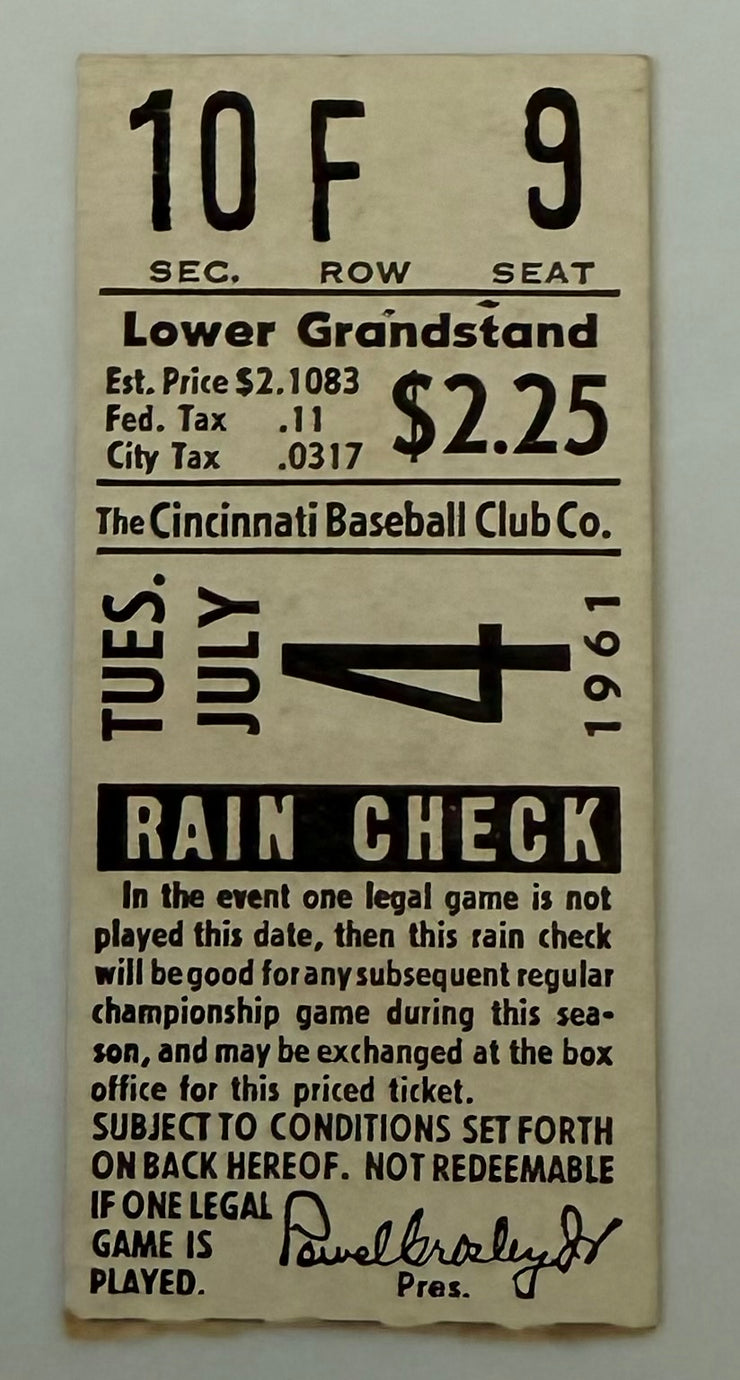 10 F 9
SEC. ROW SEAT
Lower Grandstand
Est. Price $2.1083
Fed. Tax .11
City Tax .0317
$2.25
The Cincinnati Baseball Club Co.
TUES.
JULY
4
1961
RAIN CHECK
In the event one legal game is not
played this date, then this rain check
will be good for any subsequent regular
championship game during this sea-
son, and may be exchanged at the box
office for this priced ticket.
SUBJECT TO CONDITIONS SET FORTH
ON BACK HEREOF. NOT REDEEMABLE
IF ONE LEGAL
GAME IS
PLAYED.
Powel Crosley Jr
Pres.